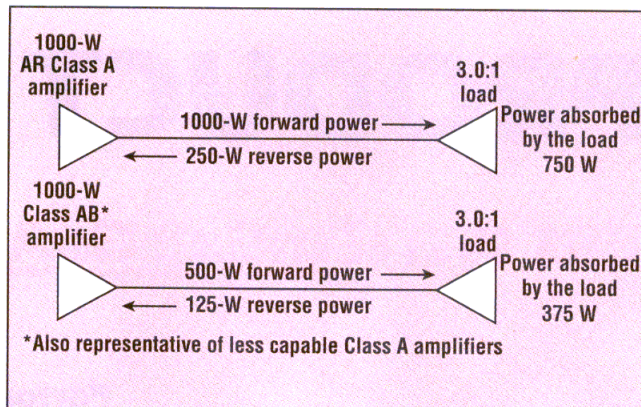 1000-W
AR Class A
amplifier
3.0:1
load
1000-W forward power
250-W reverse power
Power absorbed
by the load
750 W
1000-W
Class AB*
amplifier
3.0:1
load
500-W forward power
125-W reverse power
Power absorbed
by the load
375 W
*Also representative of less capable Class A amplifiers